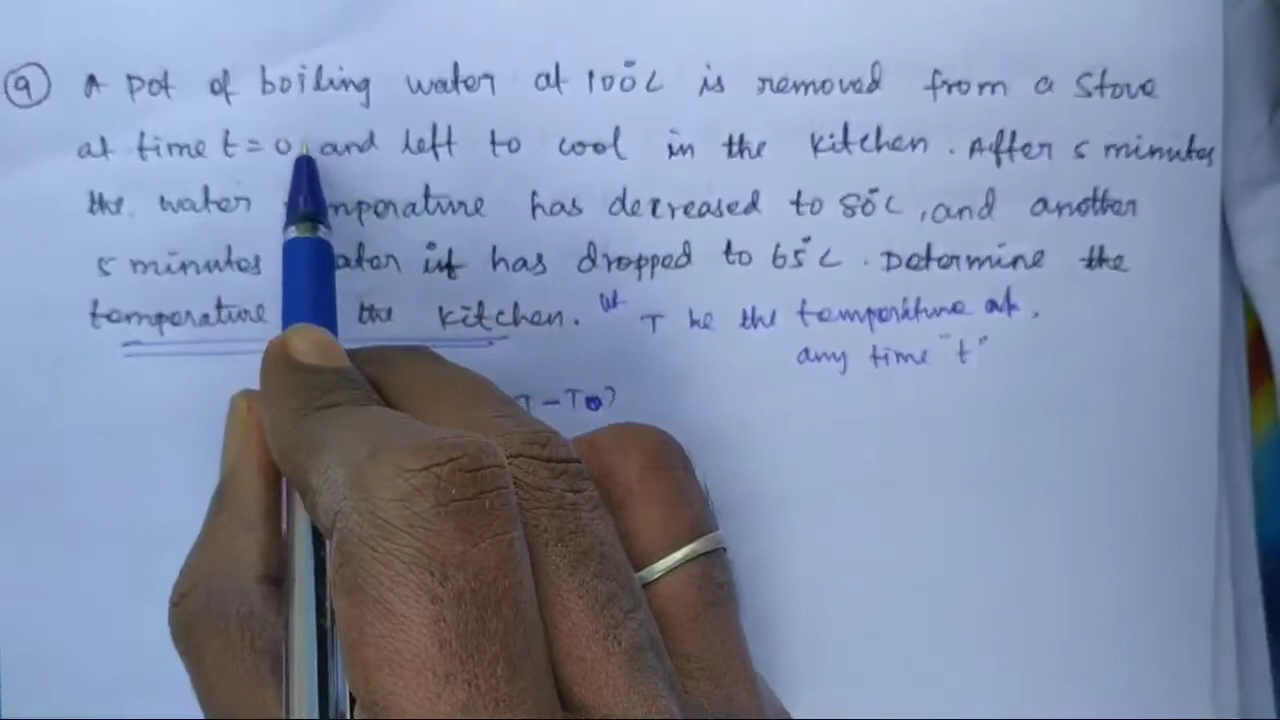 9 A pot of boiling water at 100°C is removed from a stove
at time t=0 and left to cool in the kitchen. After 5 minutes
the water has decreased to 80°C, and another
5 minutes it has dropped to 65°C. Determine the
temperature the kitchen. let T be the temperature at
any time "t"